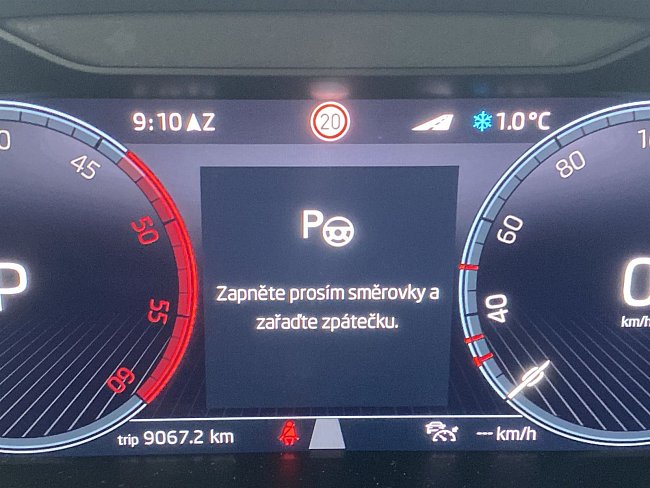 9:10 AZ
20
1.0°C
45
50
55
60
P
P
Zapněte prosím směrovky a
zařaďte zpátečku.
40
60
80
0
km/h
trip 9067.2 km
--- km/h